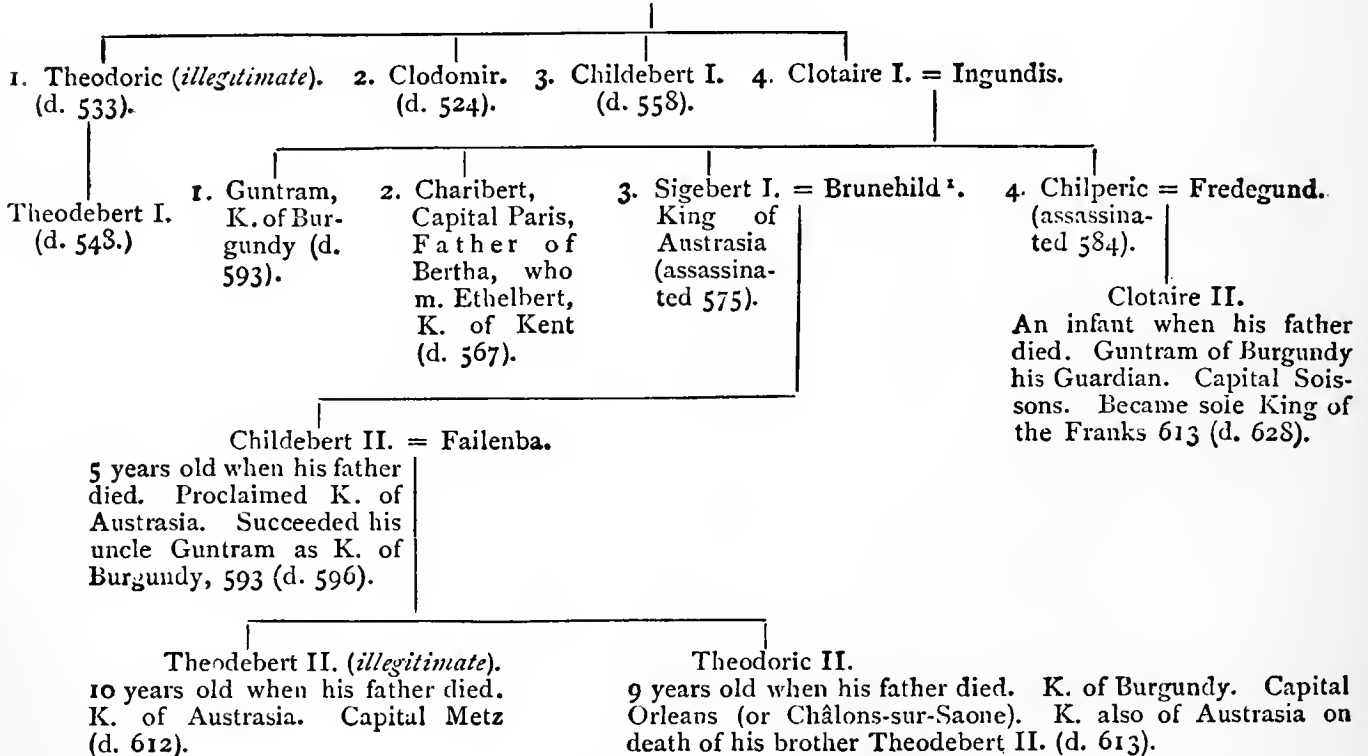 1. Theodoric (illegitimate). 2. Clodomir. 3. Childebert I. 4. Clotaire I. = Ingundis.
(d. 533). (d. 524). (d. 558).
Theodebert I.
(d. 548.)
1. Guntram,
K. of Bur-
gundy (d.
593).
2. Charibert,
Capital Paris,
Father of
Bertha, who
m. Ethelbert,
K. of Kent
(d. 567).
3. Sigebert I. = Brunehild ¹.
King of
Austrasia
(assassina-
ted 575).
4. Chilperic = Fredegund.
(assassina-
ted 584).
Clotaire II.
An infant when his father
died. Guntram of Burgundy
his Guardian. Capital Sois-
sons. Became soie King of
the Franks 613 (d. 628).
Childebert II. = Failenba.
5 years old when his father
died. Proclaimed K. of
Austrasia. Succeeded his
uncle Guntram as K. of
Burgundy, 593 (d. 596).
Theodebert II. (illegitimate).
10 years old when his father died.
K. of Austrasia. Capital Metz
(d. 612).
Theodoric II.
9 years old when his father died. K. of Burgundy. Capital
Orleans (or Châlons-sur-Saone). K. also of Austrasia on
death of his brother Theodebert II. (d. 613).